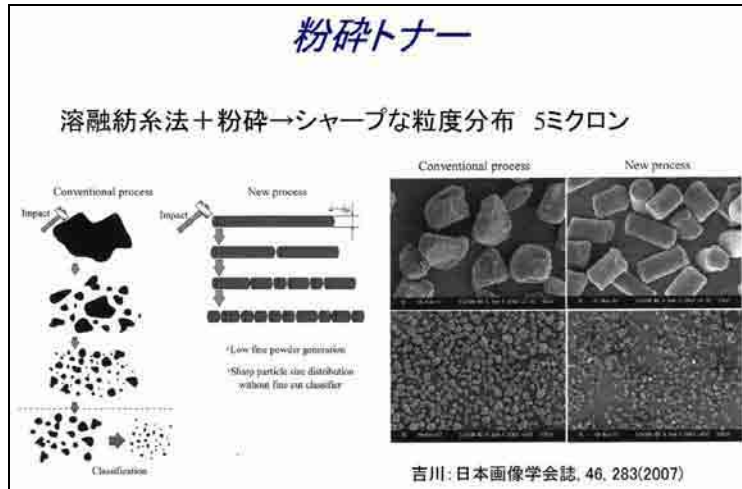 粉砕トナー
溶融紡糸法＋粉砕→シャープな粒度分布 5ミクロン
Conventional process
New process
Impact
Impact
Low fine powder generation
Sharp particle size distribution
without fine cut classifier
Classification
Conventional process
New process
吉川：日本画像学会誌, 46, 283(2007)